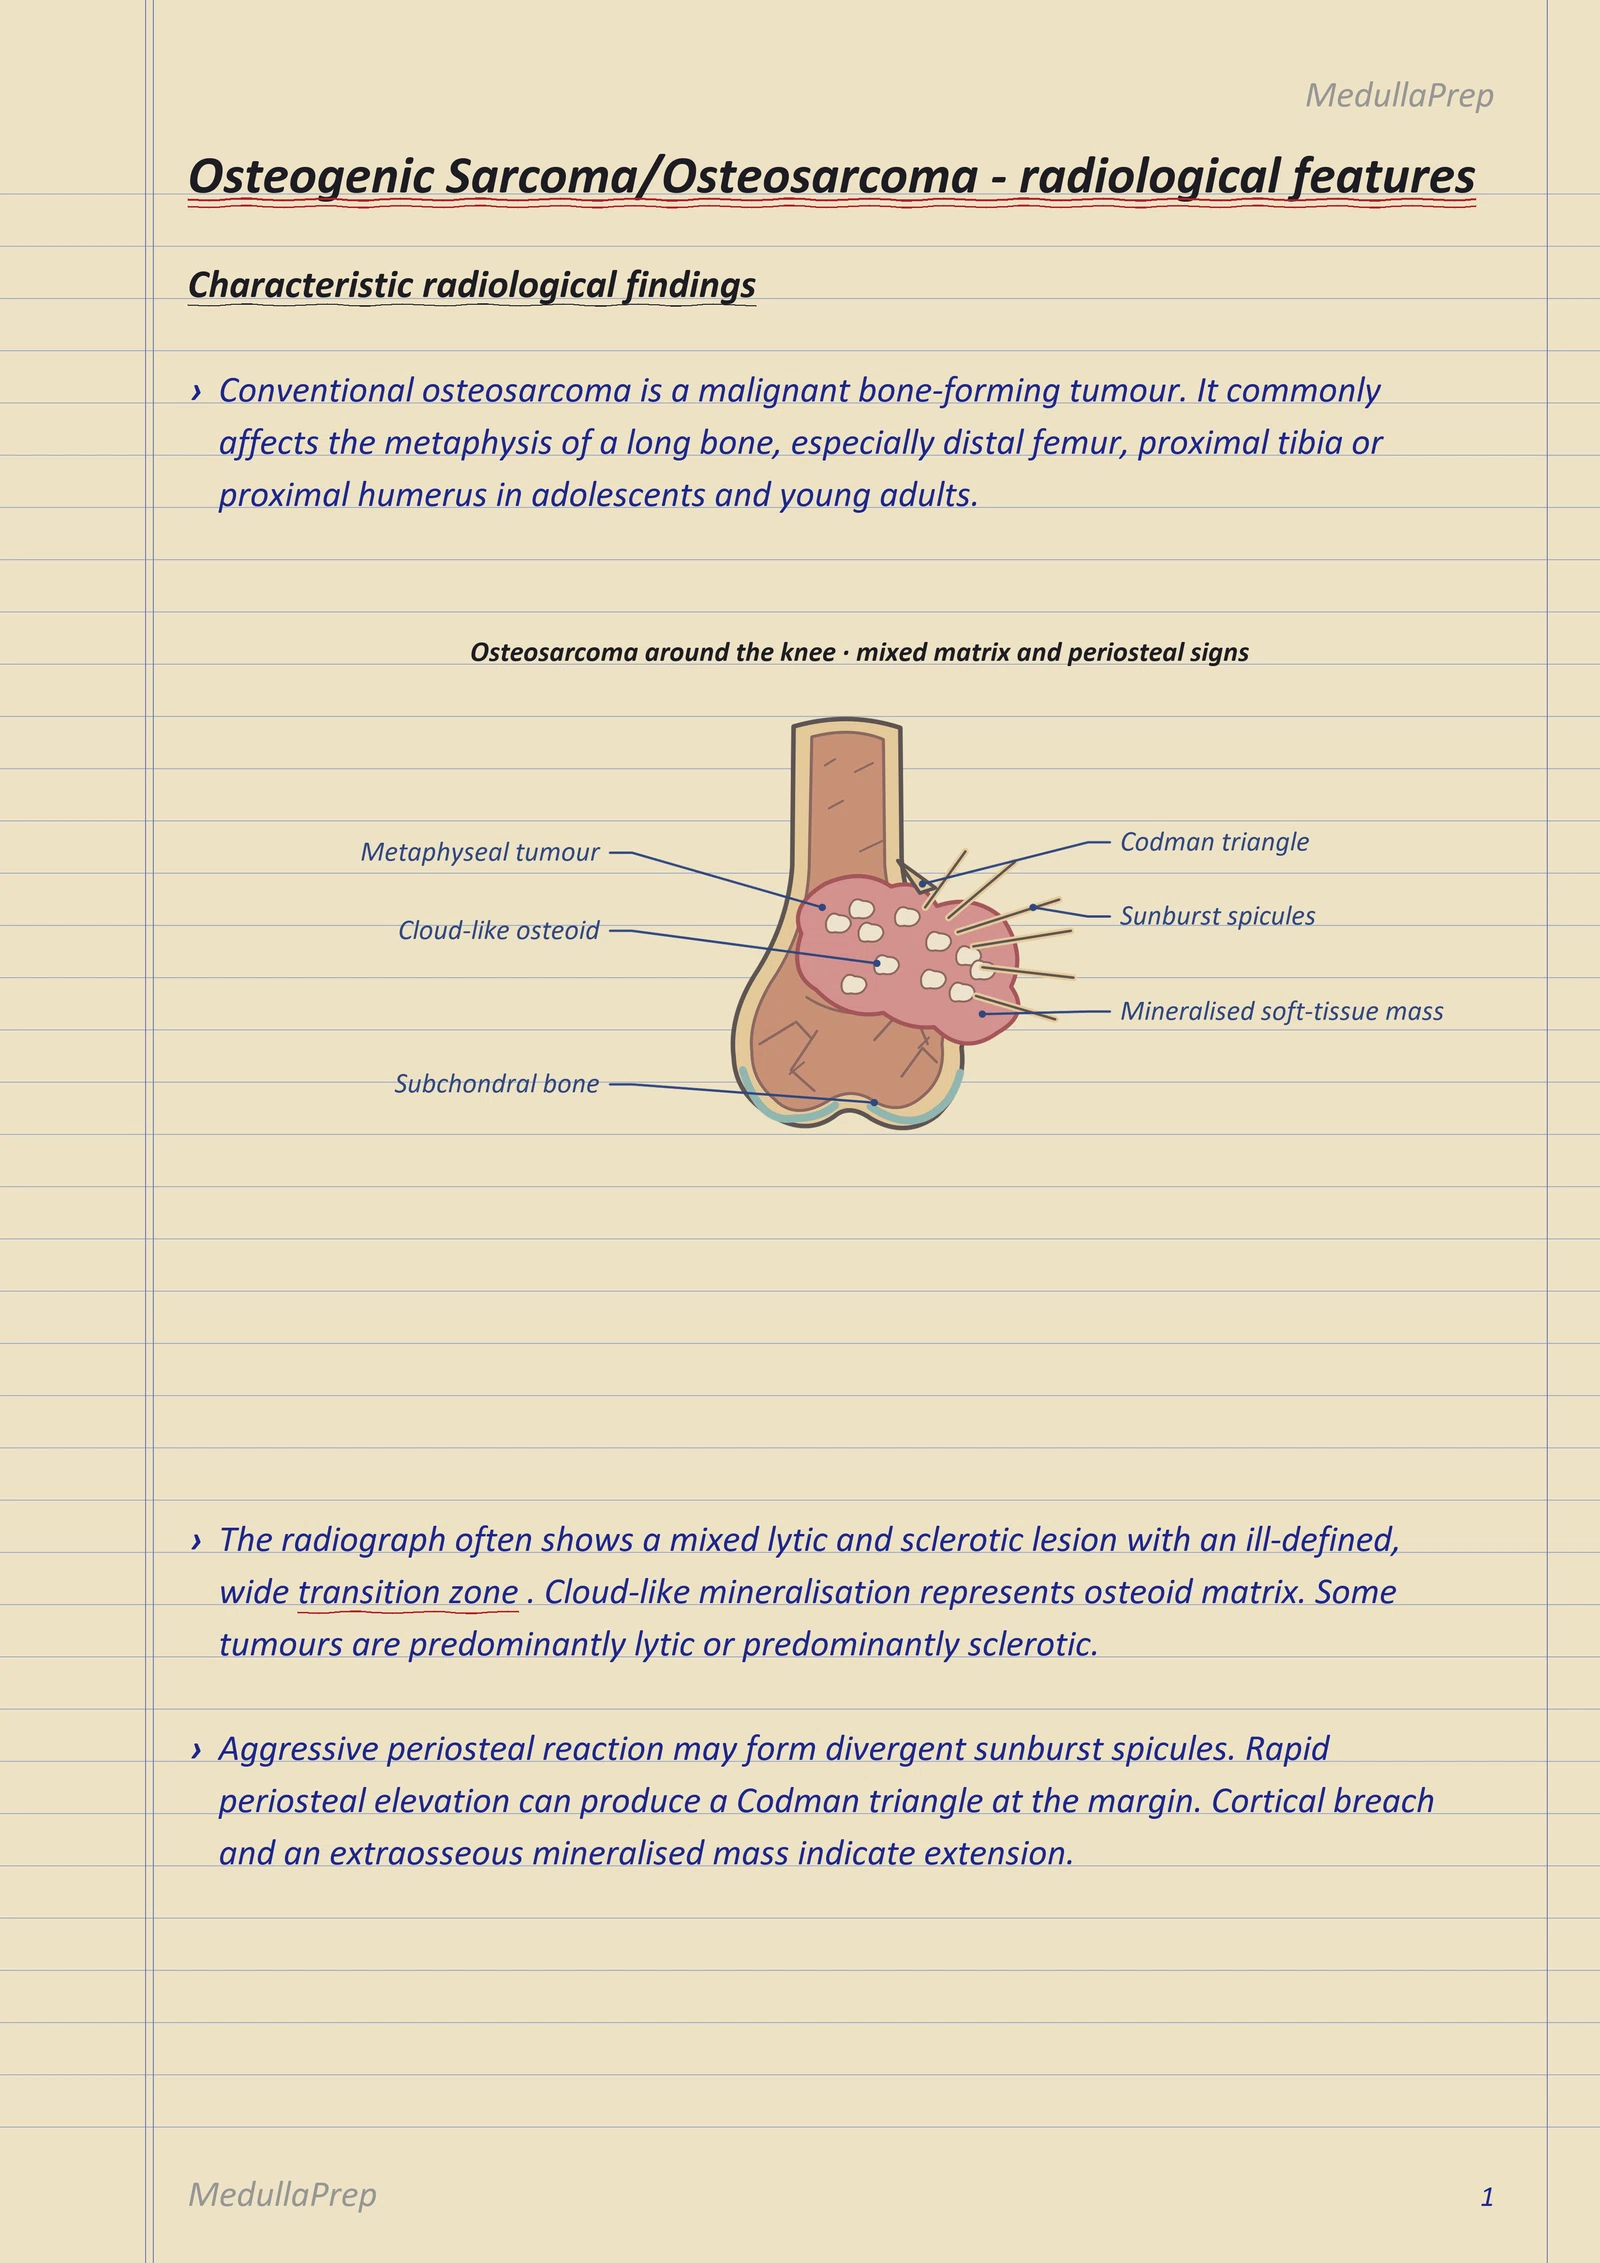 MedullaPrep
Osteogenic Sarcoma/Osteosarcoma - radiological features
Characteristic radiological findings
› Conventional osteosarcoma is a malignant bone-forming tumour. It commonly
affects the metaphysis of a long bone, especially distal femur, proximal tibia or
proximal humerus in adolescents and young adults.
Osteosarcoma around the knee · mixed matrix and periosteal signs
Metaphyseal tumour
Cloud-like osteoid
Subchondral bone
Codman triangle
Sunburst spicules
Mineralised soft-tissue mass
› The radiograph often shows a mixed lytic and sclerotic lesion with an ill-defined,
wide transition zone . Cloud-like mineralisation represents osteoid matrix. Some
tumours are predominantly lytic or predominantly sclerotic.
› Aggressive periosteal reaction may form divergent sunburst spicules. Rapid
periosteal elevation can produce a Codman triangle at the margin. Cortical breach
and an extraosseous mineralised mass indicate extension.
MedullaPrep
1